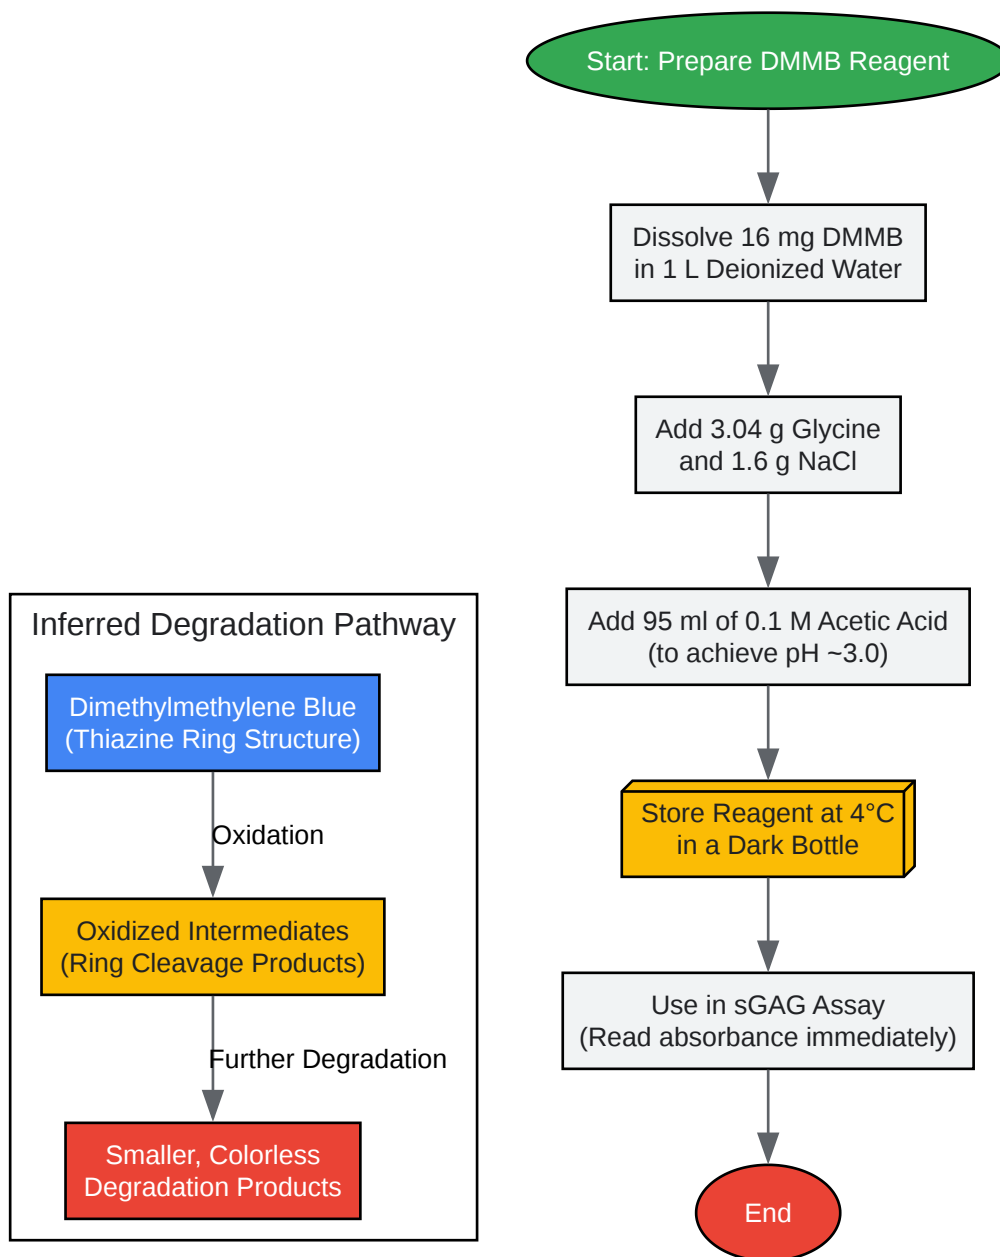 Start: Prepare DMMB Reagent
Dissolve 16 mg DMMB
in 1 L Deionized Water
Add 3.04 g Glycine
and 1.6 g NaCl
Add 95 ml of 0.1 M Acetic Acid
(to achieve pH ~3.0)
Store Reagent at 4°C
in a Dark Bottle
Use in sGAG Assay
(Read absorbance immediately)
End
Inferred Degradation Pathway
Dimethylmethylene Blue
(Thiazine Ring Structure)
Oxidation
Oxidized Intermediates
(Ring Cleavage Products)
Further Degradation
Smaller, Colorless
Degradation Products